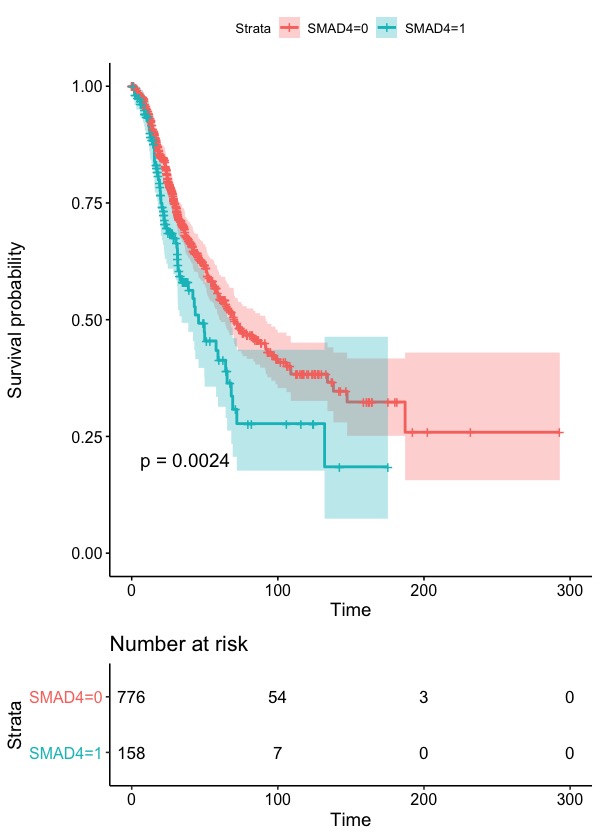 Strata SMAD4=0 SMAD4=1
Survival probability
1.00
0.75
0.50
0.25
0.00
p = 0.0024
0 100 200 300
Time
Number at risk
Strata
SMAD4=0 776 54 3 0
SMAD4=1 158 7 0 0
0 100 200 300
Time